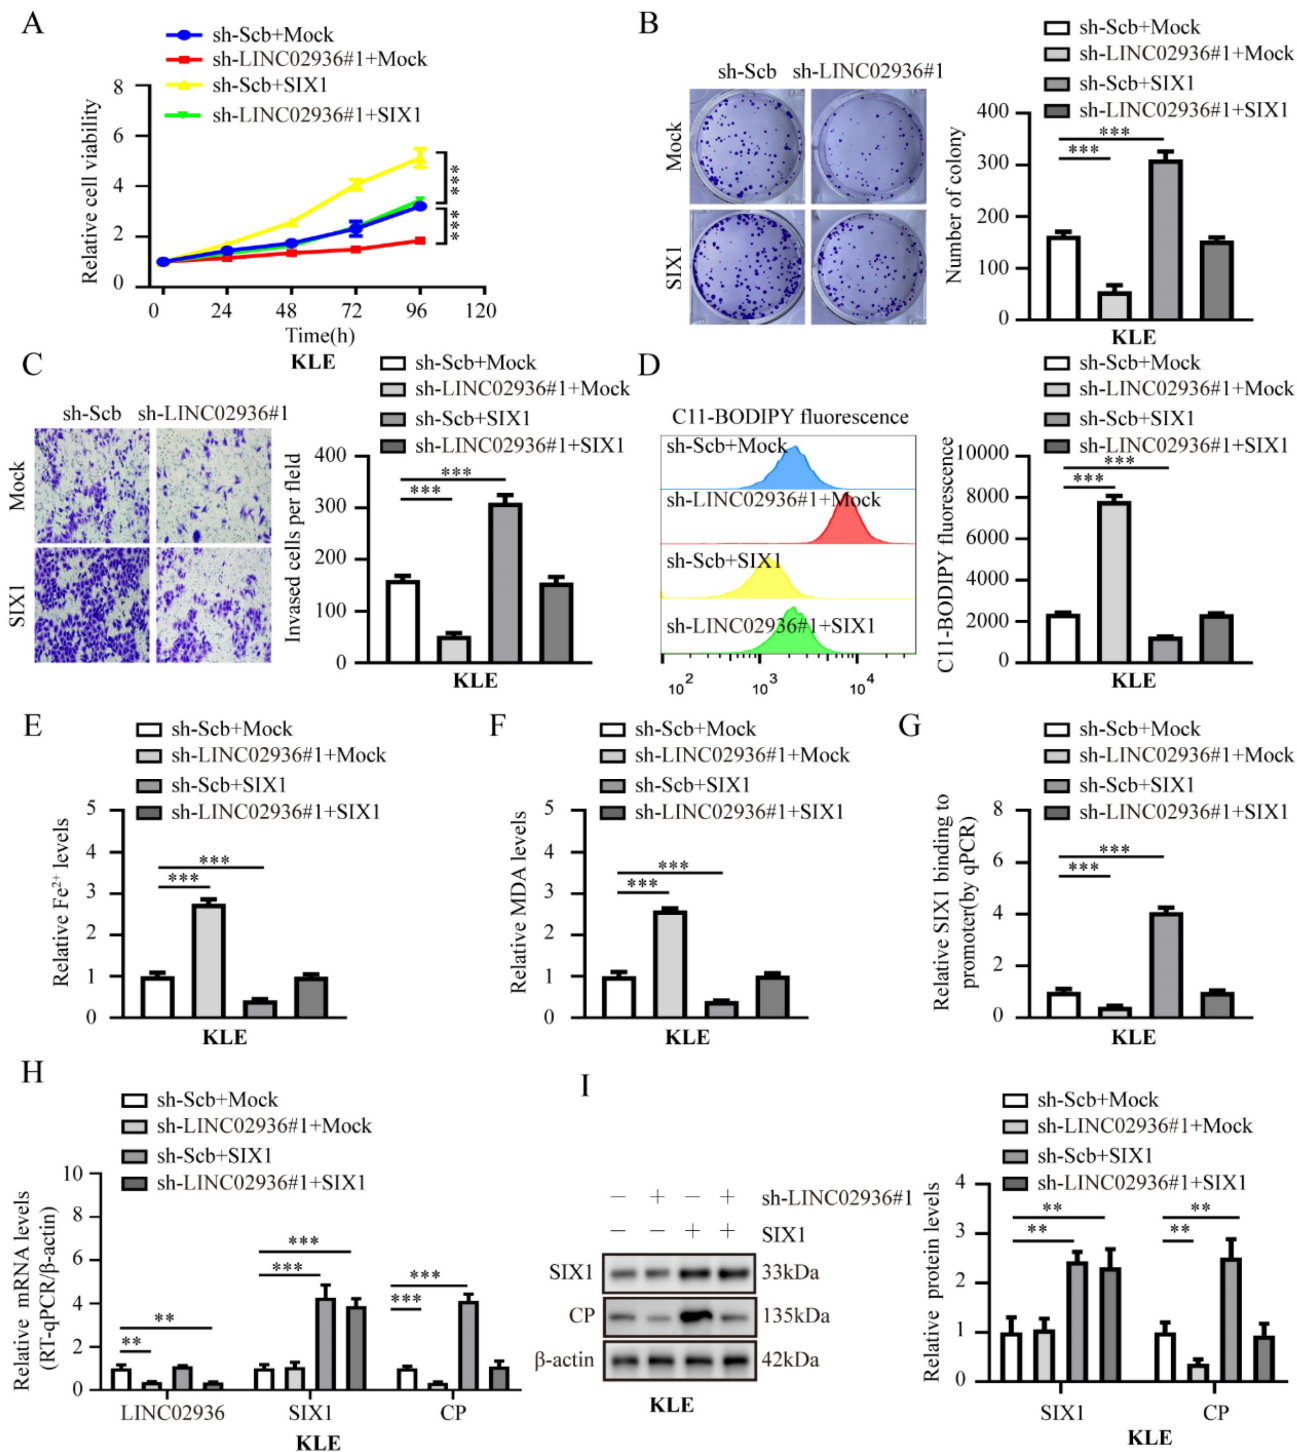 A
sh-Scb+Mock
sh-LINC02936#1+Mock
sh-Scb+SIX1
sh-LINC02936#1+SIX1
Relative cell viability
8
6
4
2
0
***
***
0 24 48 72 96 120
Time(h)
KLE
B
sh-Scb sh-LINC02936#1
Mock
SIX1
sh-Scb+Mock
sh-LINC02936#1+Mock
sh-Scb+SIX1
sh-LINC02936#1+SIX1
Number of colony
400
300
200
100
0
***
***
KLE
C
sh-Scb sh-LINC02936#1
Mock
SIX1
sh-Scb+Mock
sh-LINC02936#1+Mock
sh-Scb+SIX1
sh-LINC02936#1+SIX1
Invased cells per field
400
300
200
100
0
***
***
KLE
D
C11-BODIPY fluorescence
sh-Scb+Mock
sh-LINC02936#1+Mock
sh-Scb+SIX1
sh-LINC02936#1+SIX1
10² 10³ 10⁴
sh-Scb+Mock
sh-LINC02936#1+Mock
sh-Scb+SIX1
sh-LINC02936#1+SIX1
C11-BODIPY fluorescence
10000
8000
6000
4000
2000
0
***
***
KLE
E
sh-Scb+Mock
sh-LINC02936#1+Mock
sh-Scb+SIX1
sh-LINC02936#1+SIX1
Relative Fe²⁺ levels
5
4
3
2
1
0
***
***
KLE
F
sh-Scb+Mock
sh-LINC02936#1+Mock
sh-Scb+SIX1
sh-LINC02936#1+SIX1
Relative MDA levels
5
4
3
2
1
0
***
***
KLE
G
sh-Scb+Mock
sh-LINC02936#1+Mock
sh-Scb+SIX1
sh-LINC02936#1+SIX1
Relative SIX1 binding to
promoter(by qPCR)
8
6
4
2
0
***
***
KLE
H
sh-Scb+Mock
sh-LINC02936#1+Mock
sh-Scb+SIX1
sh-LINC02936#1+SIX1
Relative mRNA levels
(RT-qPCR/β-actin)
10
8
6
4
2
0
**
**
***
***
***
***
LINC02936 SIX1 CP
KLE
I
− + − + sh-LINC02936#1
− − + + SIX1
SIX1 33kDa
CP 135kDa
β-actin 42kDa
KLE
sh-Scb+Mock
sh-LINC02936#1+Mock
sh-Scb+SIX1
sh-LINC02936#1+SIX1
Relative protein levels
4
3
2
1
0
**
**
**
**
SIX1 CP
KLE